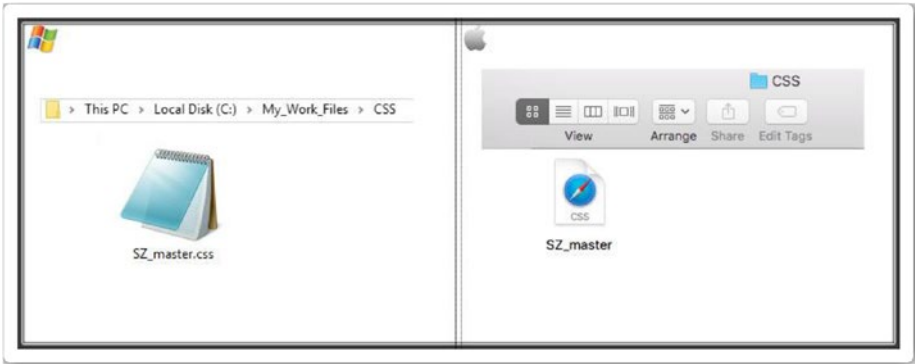 This PC > Local Disk (C:) > My_Work_Files > CSS
SZ_master.css
CSS
View Arrange Share Edit Tags
CSS
SZ_master